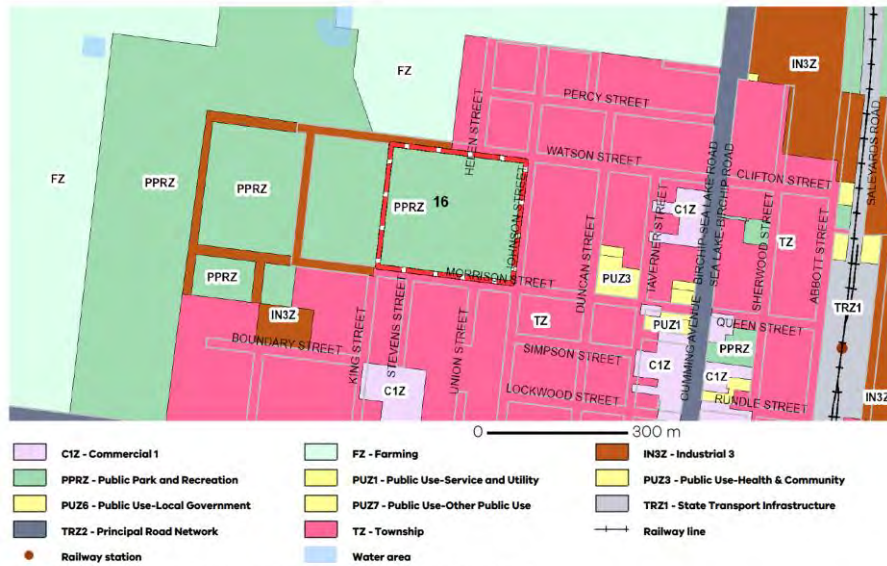 FZ
IN3Z
SALEYARDS ROAD
PERCY STREET
HELEN STREET
WATSON STREET
CLIFTON STREET
FZ
PPRZ
PPRZ
PPRZ
16
JOHNSON STREET
C1Z
BIRCHIP-SEA LAKE ROAD
SEA LAKE-BIRCHIP ROAD
SHERWOOD STREET
TZ
ABBOTT STREET
DUNCAN STREET
TAVERNER STREET
PUZ3
PPRZ
MORRISON STREET
TRZ1
IN3Z
BOUNDARY STREET
KING STREET
STEVENS STREET
UNION STREET
TZ
PUZ1
CUMMING AVENUE
QUEEN STREET
PPRZ
SIMPSON STREET
C1Z
C1Z
C1Z
LOCKWOOD STREET
RUNDLE STREET
IN3Z
0 300 m
C1Z - Commercial 1 FZ - Farming IN3Z - Industrial 3
PPRZ - Public Park and Recreation PUZ1 - Public Use-Service and Utility PUZ3 - Public Use-Health & Community
PUZ6 - Public Use-Local Government PUZ7 - Public Use-Other Public Use TRZ1 - State Transport Infrastructure
TRZ2 - Principal Road Network TZ - Township Railway line
Railway station Water area